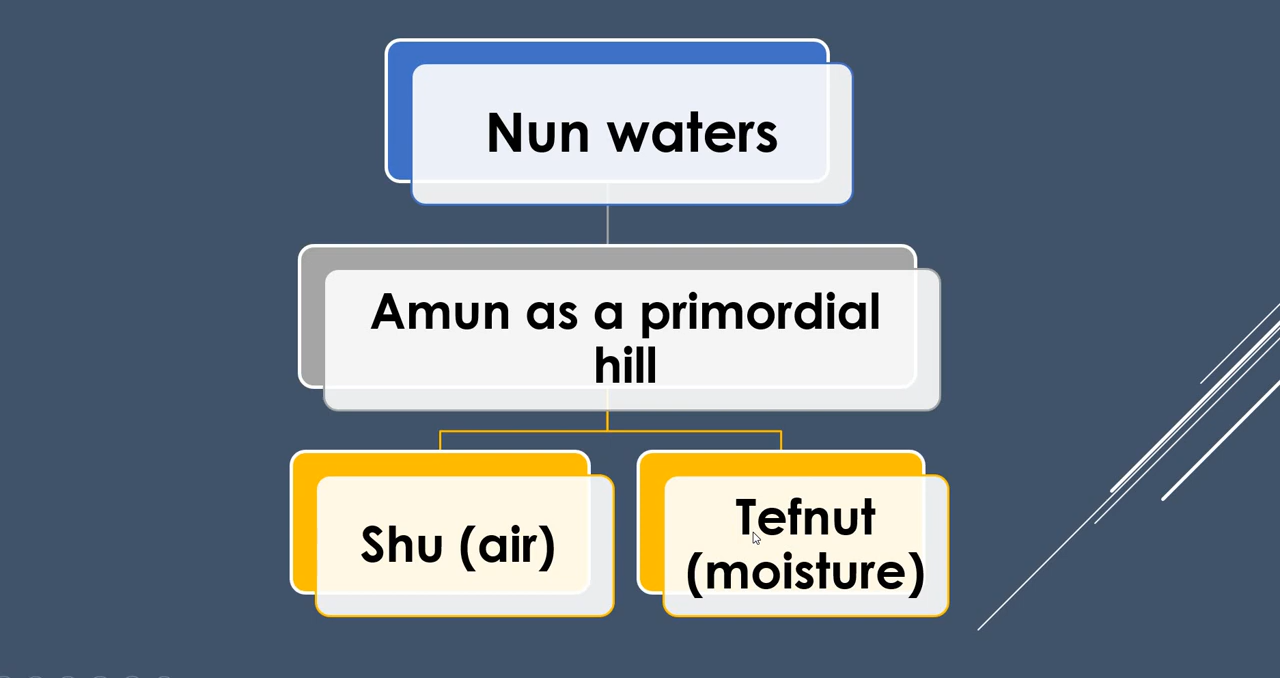 Nun waters
Amun as a primordial
hill
Shu (air)
Tefnut
(moisture)